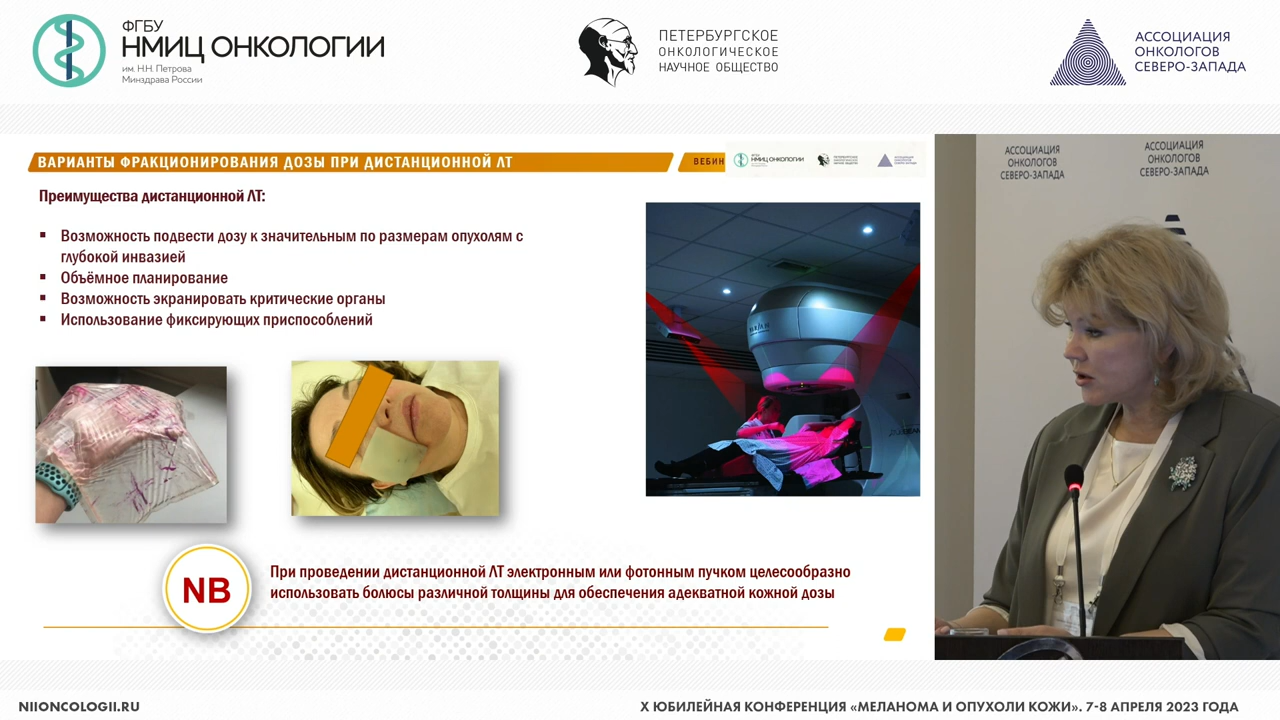 ФГБУ
НМИЦ ОНКОЛОГИИ
им. Н.Н. Петрова
Минздрава России
ПЕТЕРБУРГСКОЕ
ОНКОЛОГИЧЕСКОЕ
НАУЧНОЕ ОБЩЕСТВО
АССОЦИАЦИЯ
ОНКОЛОГОВ
СЕВЕРО-ЗАПАДА
ВАРИАНТЫ ФРАКЦИОНИРОВАНИЯ ДОЗЫ ПРИ ДИСТАНЦИОННОЙ ЛТ
ВЕБИН
НМИЦ ОНКОЛОГИИ
Преимущества дистанционной ЛТ:
▪ Возможность подвести дозу к значительным по размерам опухолям с
глубокой инвазией
▪ Объёмное планирование
▪ Возможность экранировать критические органы
▪ Использование фиксирующих приспособлений
NB
При проведении дистанционной ЛТ электронным или фотонным пучком целесообразно
использовать болюсы различной толщины для обеспечения адекватной кожной дозы
АССОЦИАЦИЯ
ОНКОЛОГОВ
СЕВЕРО-ЗАПАДА
АССОЦИАЦИЯ
ОНКОЛОГОВ
СЕВЕРО-ЗАПАДА
NIIONCOLOGII.RU
X ЮБИЛЕЙНАЯ КОНФЕРЕНЦИЯ «МЕЛАНОМА И ОПУХОЛИ КОЖИ». 7-8 АПРЕЛЯ 2023 ГОДА